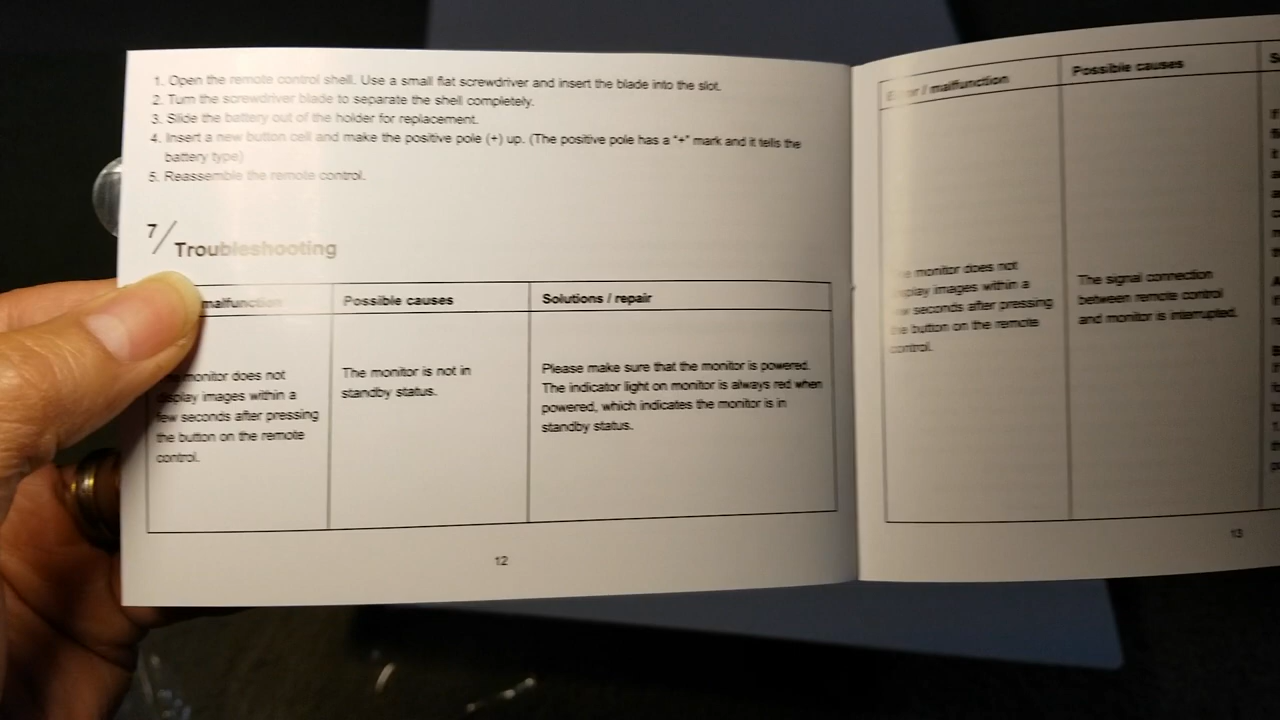 1. Open the remote control shell. Use a small flat screwdriver and insert the blade into the slot.
2. Turn the screwdriver blade to separate the shell completely.
3. Slide the battery out of the holder for replacement.
4. Insert a new button cell and make the positive pole (+) up. (The positive pole has a "+" mark and it tells the
battery type)
5. Reassemble the remote control.
7/ Troubleshooting
malfunction
Possible causes
Solutions / repair
monitor does not
display images within a
few seconds after pressing
the button on the remote
control.
The monitor is not in
standby status.
Please make sure that the monitor is powered.
The indicator light on monitor is always red when
powered, which indicates the monitor is in
standby status.
12
Error / malfunction
Possible causes
monitor does not
display images within a
few seconds after pressing
the button on the remote
control.
The signal connection
between remote control
and monitor is interrupted.
13